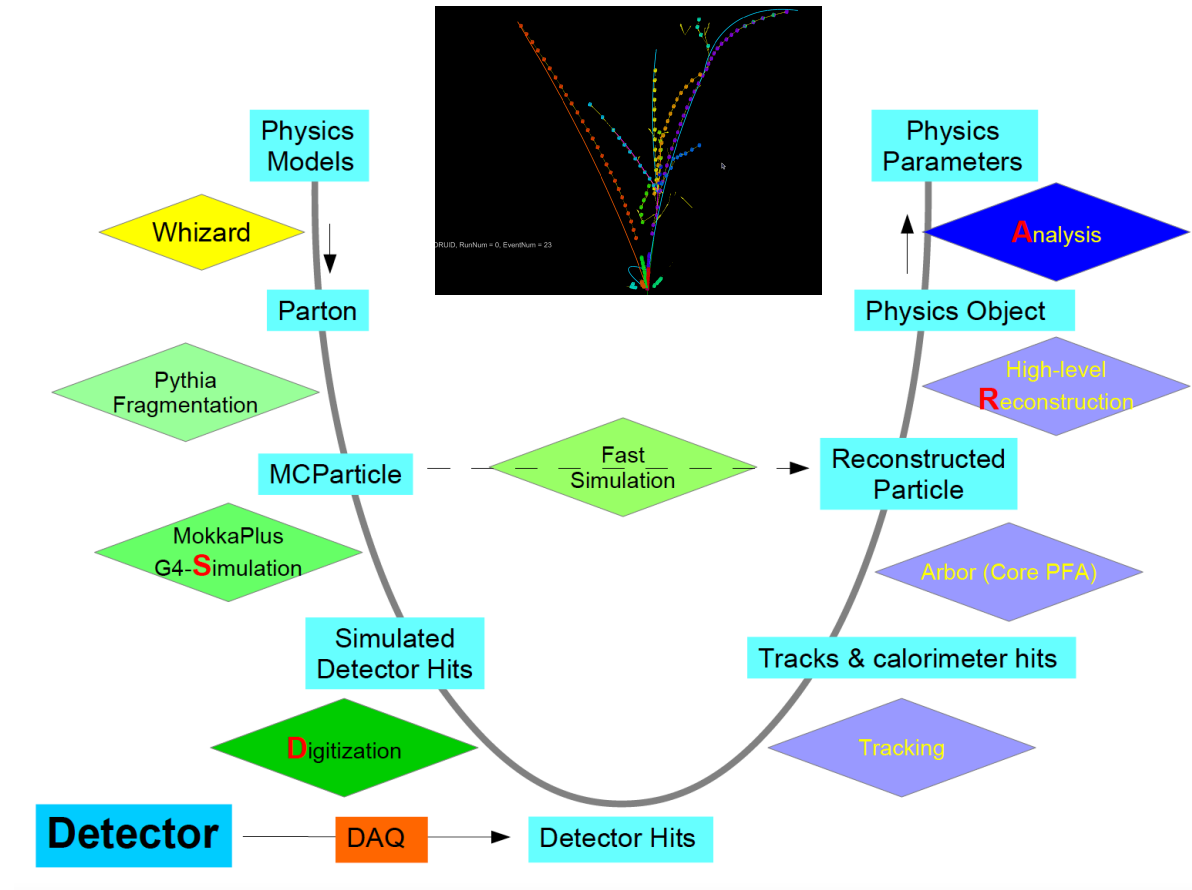 DRUID, RunNum = 0, EventNum = 23
Physics
Models
Whizard
Parton
Pythia
Fragmentation
MCParticle
MokkaPlus
G4-Simulation
Simulated
Detector Hits
Digitization
Detector
DAQ
Detector Hits
Fast
Simulation
Physics
Parameters
Analysis
Physics Object
High-level
Reconstruction
Reconstructed
Particle
Arbor (Core PFA)
Tracks & calorimeter hits
Tracking